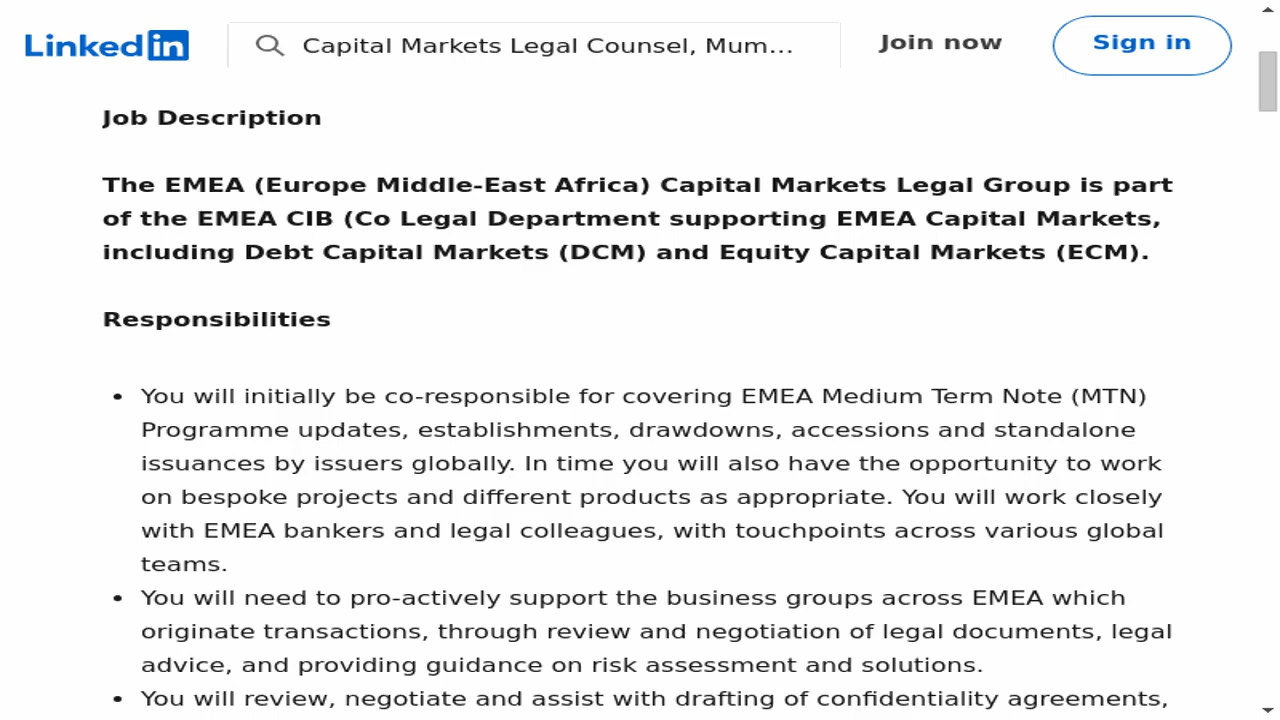 Linked in
Capital Markets Legal Counsel, Mum...
Join now
Sign in
Job Description
The EMEA (Europe Middle-East Africa) Capital Markets Legal Group is part
of the EMEA CIB (Co Legal Department supporting EMEA Capital Markets,
including Debt Capital Markets (DCM) and Equity Capital Markets (ECM).
Responsibilities
• You will initially be co-responsible for covering EMEA Medium Term Note (MTN)
Programme updates, establishments, drawdowns, accessions and standalone
issuances by issuers globally. In time you will also have the opportunity to work
on bespoke projects and different products as appropriate. You will work closely
with EMEA bankers and legal colleagues, with touchpoints across various global
teams.
• You will need to pro-actively support the business groups across EMEA which
originate transactions, through review and negotiation of legal documents, legal
advice, and providing guidance on risk assessment and solutions.
• You will review, negotiate and assist with drafting of confidentiality agreements,